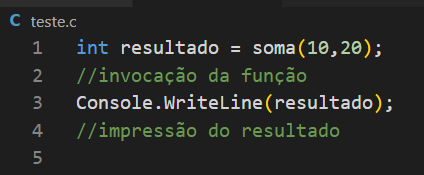 C teste.c
1 int resultado = soma(10,20);
2 //invocação da função
3 Console.WriteLine(resultado);
4 //impressão do resultado
5